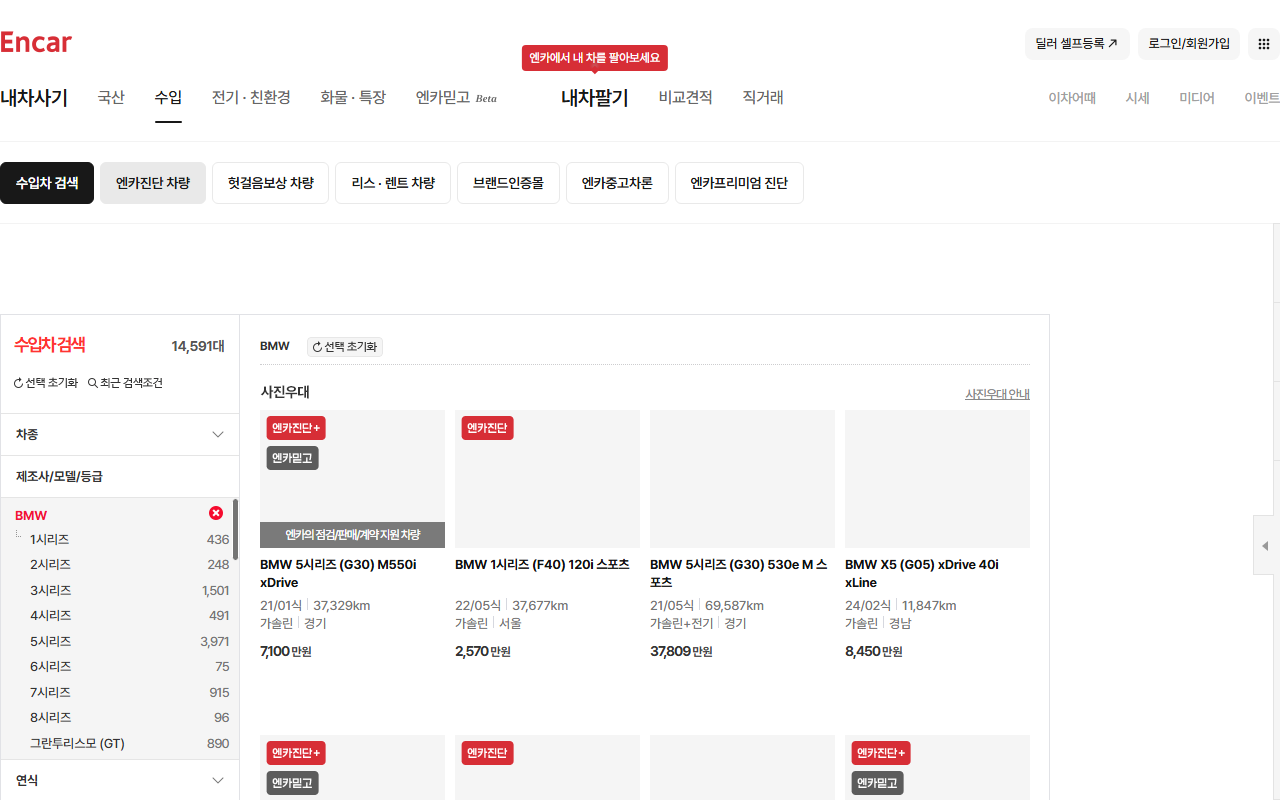 Encar
엔카에서 내 차를 팔아보세요
딜러 셀프등록
로그인/회원가입
내차사기
국산
수입
전기 · 친환경
화물 · 특장
엔카믿고 Beta
내차팔기
비교견적
직거래
이차어때
시세
미디어
이벤트
수입차 검색
엔카진단 차량
헛걸음보상 차량
리스 · 렌트 차량
브랜드인증몰
엔카중고차론
엔카프리미엄 진단
수입차검색
14,591대
선택 초기화
최근 검색조건
차종
제조사/모델/등급
BMW
1시리즈 436
2시리즈 248
3시리즈 1,501
4시리즈 491
5시리즈 3,971
6시리즈 75
7시리즈 915
8시리즈 96
그란투리스모 (GT) 890
연식
BMW
선택 초기화
사진우대
사진우대 안내
엔카진단+
엔카믿고
엔카의 점검/판매/계약 지원 차량
BMW 5시리즈 (G30) M550i
xDrive
21/01식 37,329km
가솔린 경기
7,100만원
엔카진단
BMW 1시리즈 (F40) 120i 스포츠
22/05식 37,677km
가솔린 서울
2,570만원
BMW 5시리즈 (G30) 530e M 스
포츠
21/05식 69,587km
가솔린+전기 경기
37,809만원
BMW X5 (G05) xDrive 40i
xLine
24/02식 11,847km
가솔린 경남
8,450만원
엔카진단+
엔카믿고
엔카진단
엔카진단+
엔카믿고